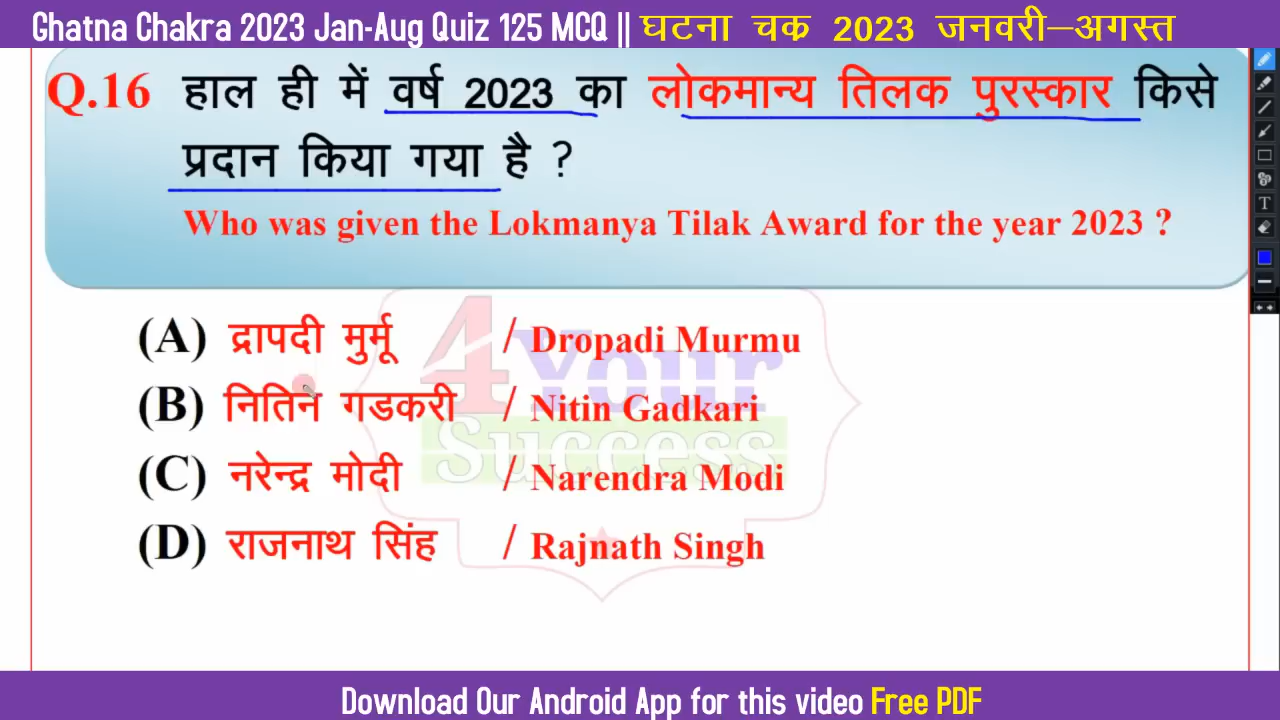 Ghatna Chakra 2023 Jan-Aug Quiz 125 MCQ || घटना चक्र 2023 जनवरी–अगस्त
Q.16 हाल ही में वर्ष 2023 का लोकमान्य तिलक पुरस्कार किसे
प्रदान किया गया है ?
Who was given the Lokmanya Tilak Award for the year 2023 ?
(A) द्रापदी मुर्मू / Dropadi Murmu
(B) नितिन गडकरी / Nitin Gadkari
(C) नरेन्द्र मोदी / Narendra Modi
(D) राजनाथ सिंह / Rajnath Singh
4Your
Success
Download Our Android App for this video Free PDF